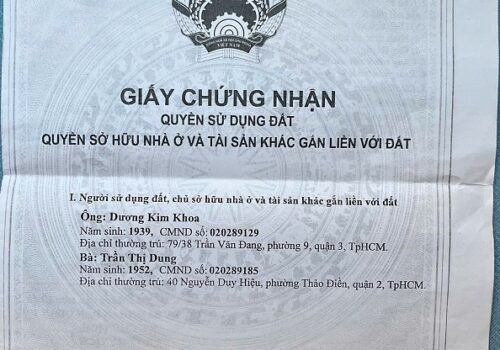 VIỆT NAM
GIẤY CHỨNG NHẬN
QUYỀN SỬ DỤNG ĐẤT
QUYỀN SỞ HỮU NHÀ Ở VÀ TÀI SẢN KHÁC GẮN LIỀN VỚI ĐẤT
I. Người sử dụng đất, chủ sở hữu nhà ở và tài sản khác gắn liền với đất
Ông: Dương Kim Khoa
Năm sinh: 1939, CMND số: 020289129
Địa chỉ thường trú: 79/38 Trần Văn Đang, phường 9, quận 3, TpHCM.
Bà: Trần Thị Dung
Năm sinh: 1952, CMND số: 020289185
Địa chỉ thường trú: 40 Nguyễn Duy Hiệu, phường Thảo Điền, quận 2, TpHCM.